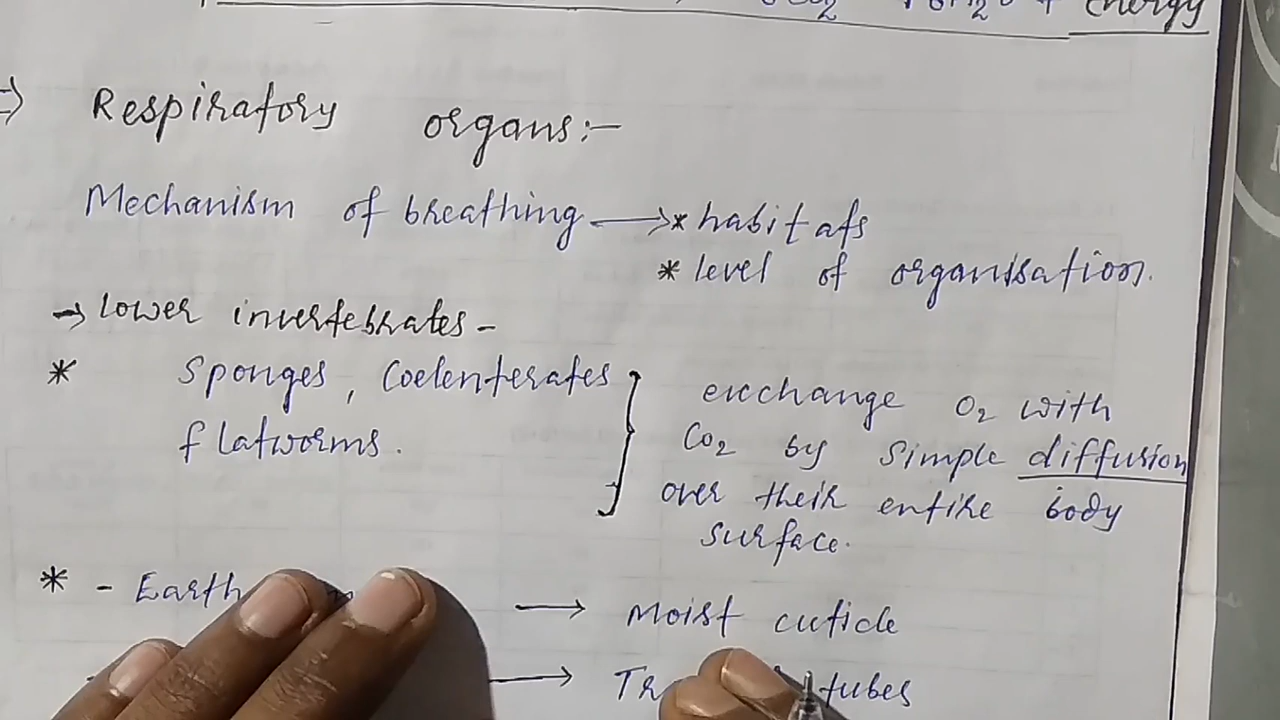 Energy
⇒ Respiratory organs:-
Mechanism of breathing → * habitats
* level of organisation.
→ lower invertebrates -
* Sponges, Coelenterates
flatworms.
exchange O₂ with
CO₂ by simple diffusion
over their entire body
surface.
* - Earth → Moist cuticle
→ tubes